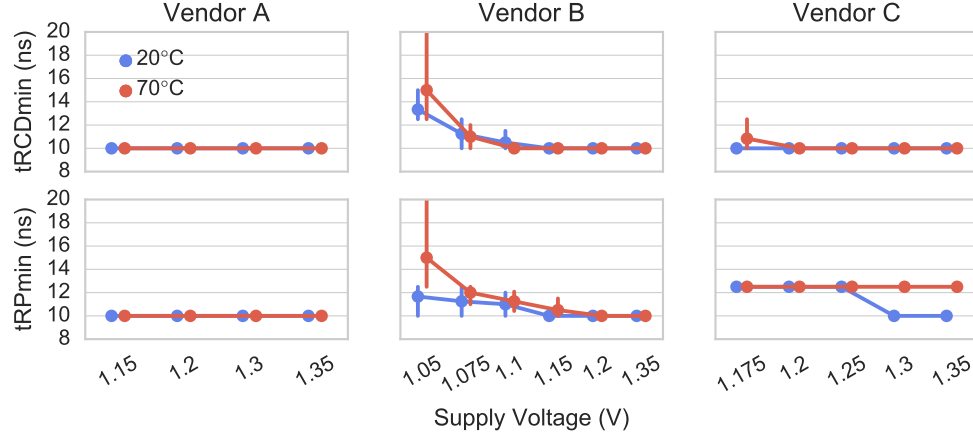 Vendor A Vendor B Vendor C
tRCDmin (ns)
20
18
16
14
12
10
8
20°C
70°C
tRPmin (ns)
20
18
16
14
12
10
8
1.15 1.2 1.3 1.35
1.05 1.075 1.1 1.15 1.2 1.35
1.175 1.2 1.25 1.3 1.35
Supply Voltage (V)